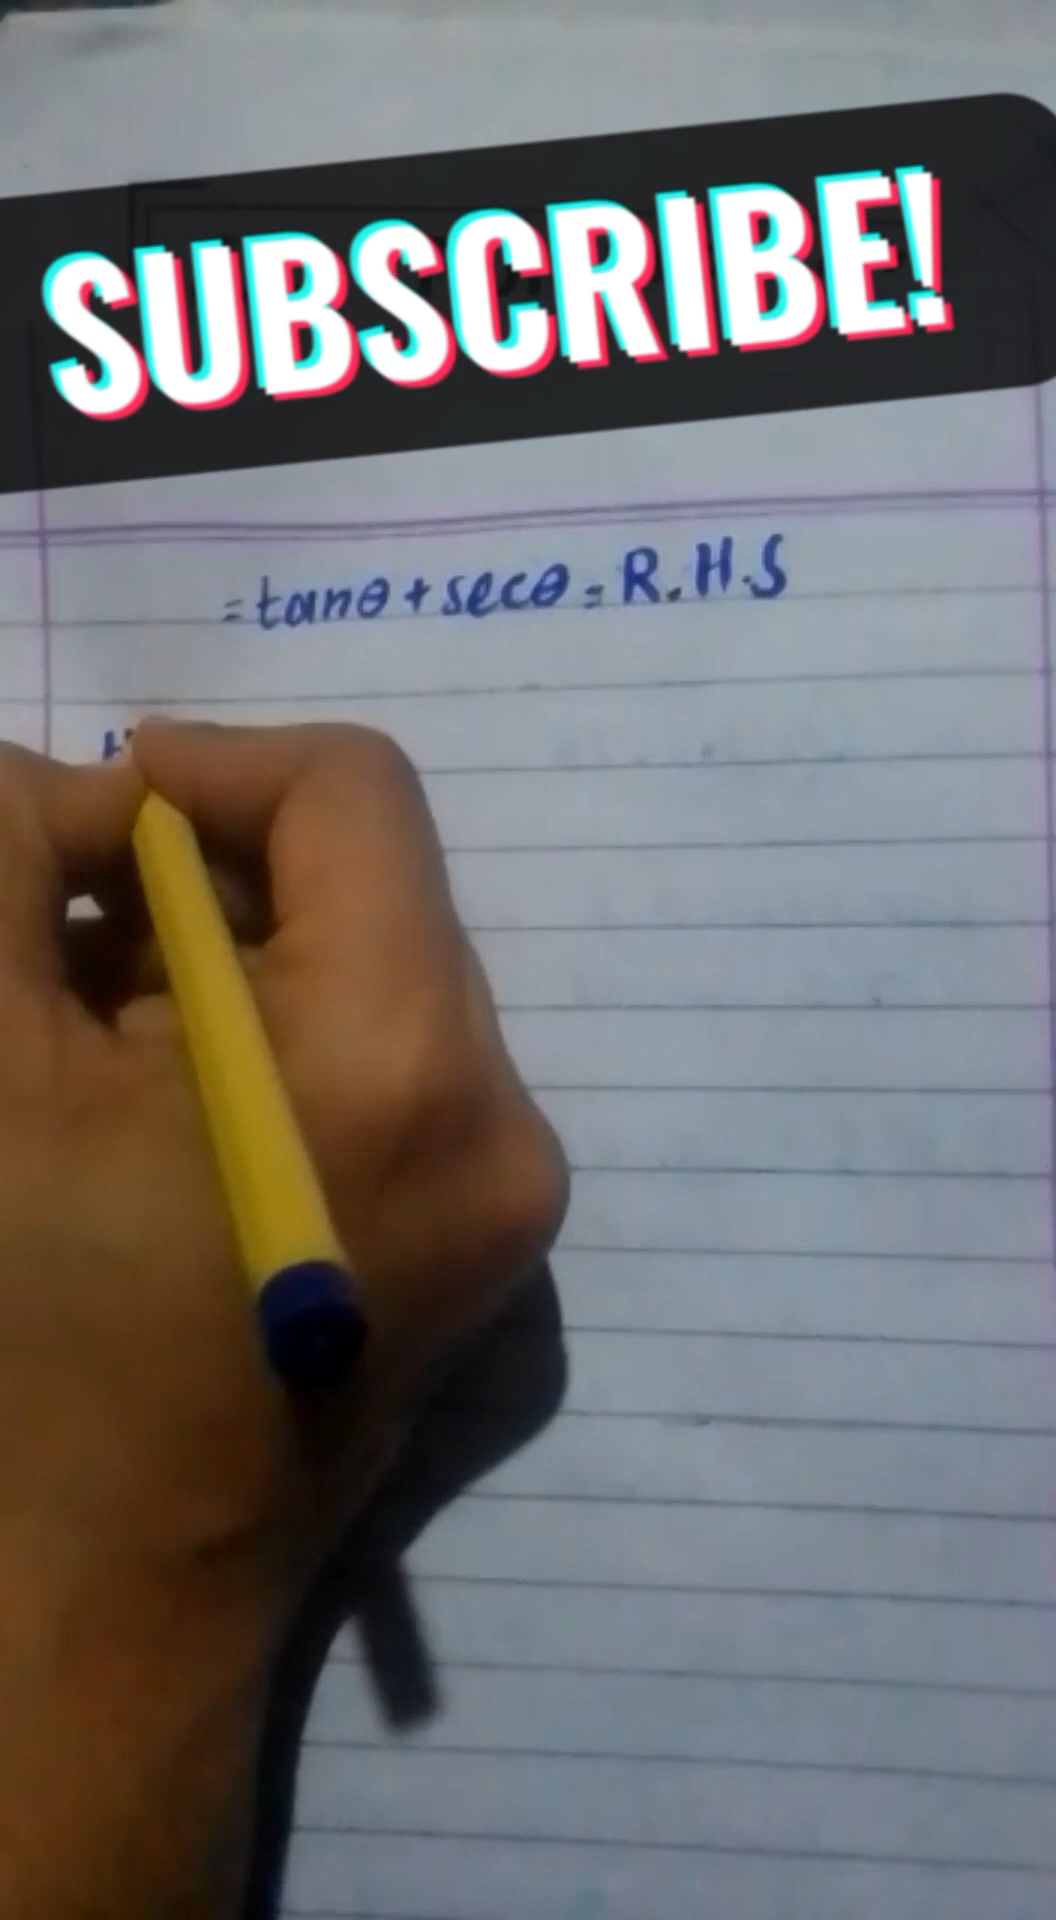 SUBSCRIBE!
= tanθ + secθ = R.H.S
H